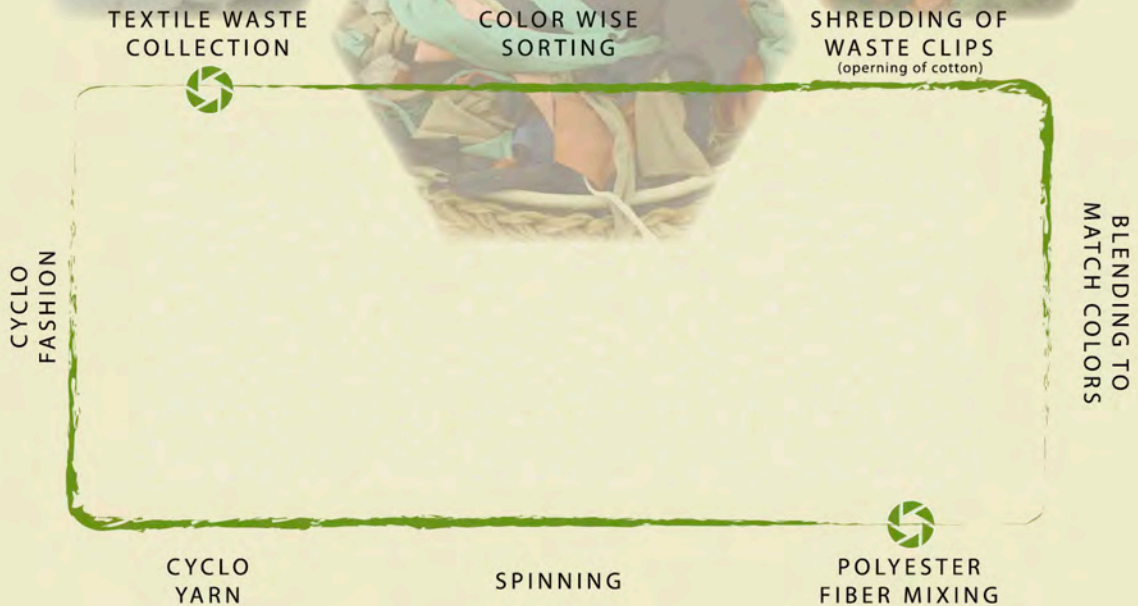 TEXTILE WASTE
COLLECTION
COLOR WISE
SORTING
SHREDDING OF
WASTE CLIPS
(operning of cotton)
BLENDING TO
MATCH COLORS
POLYESTER
FIBER MIXING
SPINNING
CYCLO
YARN
CYCLO
FASHION